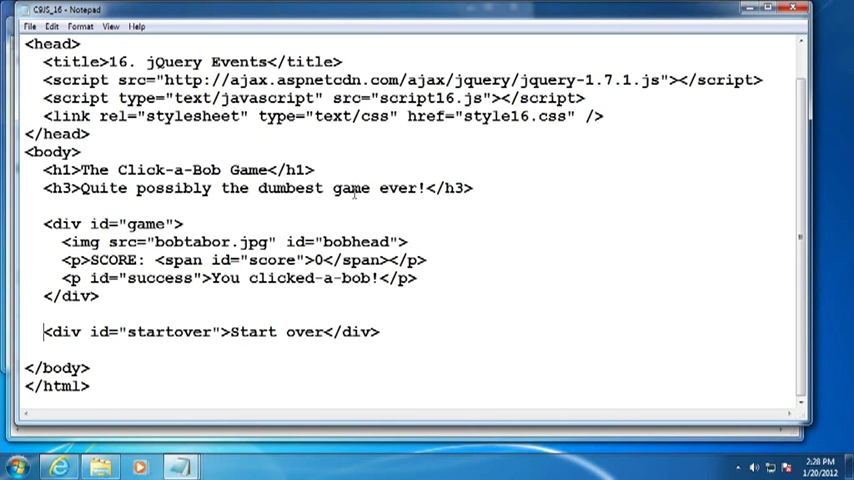 C9JS_16 - Notepad
File Edit Format View Help
<head>
<title>16. jQuery Events</title>
<script src="http://ajax.aspnetcdn.com/ajax/jquery/jquery-1.7.1.js"></script>
<script type="text/javascript" src="script16.js"></script>
<link rel="stylesheet" type="text/css" href="style16.css" />
</head>
<body>
<h1>The Click-a-Bob Game</h1>
<h3>Quite possibly the dumbest game ever!</h3>
<div id="game">
<img src="bobtabor.jpg" id="bobhead">
<p>SCORE: <span id="score">0</span></p>
<p id="success">You clicked-a-bob!</p>
</div>
<div id="startover">Start over</div>
</body>
</html>
2:28 PM
1/20/2012